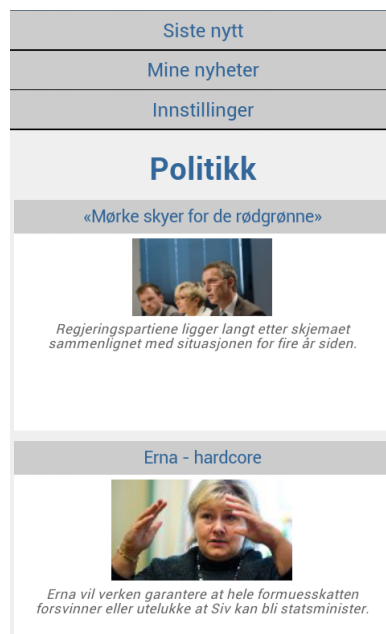 Siste nytt
Mine nyheter
Innstillinger
Politikk
«Mørke skyer for de rødgrønne»
Regjeringspartiene ligger langt etter skjemaet
sammenlignet med situasjonen for fire år siden.
Erna - hardcore
Erna vil verken garantere at hele formuesskatten
forsvinner eller utelukke at Siv kan bli statsminister.